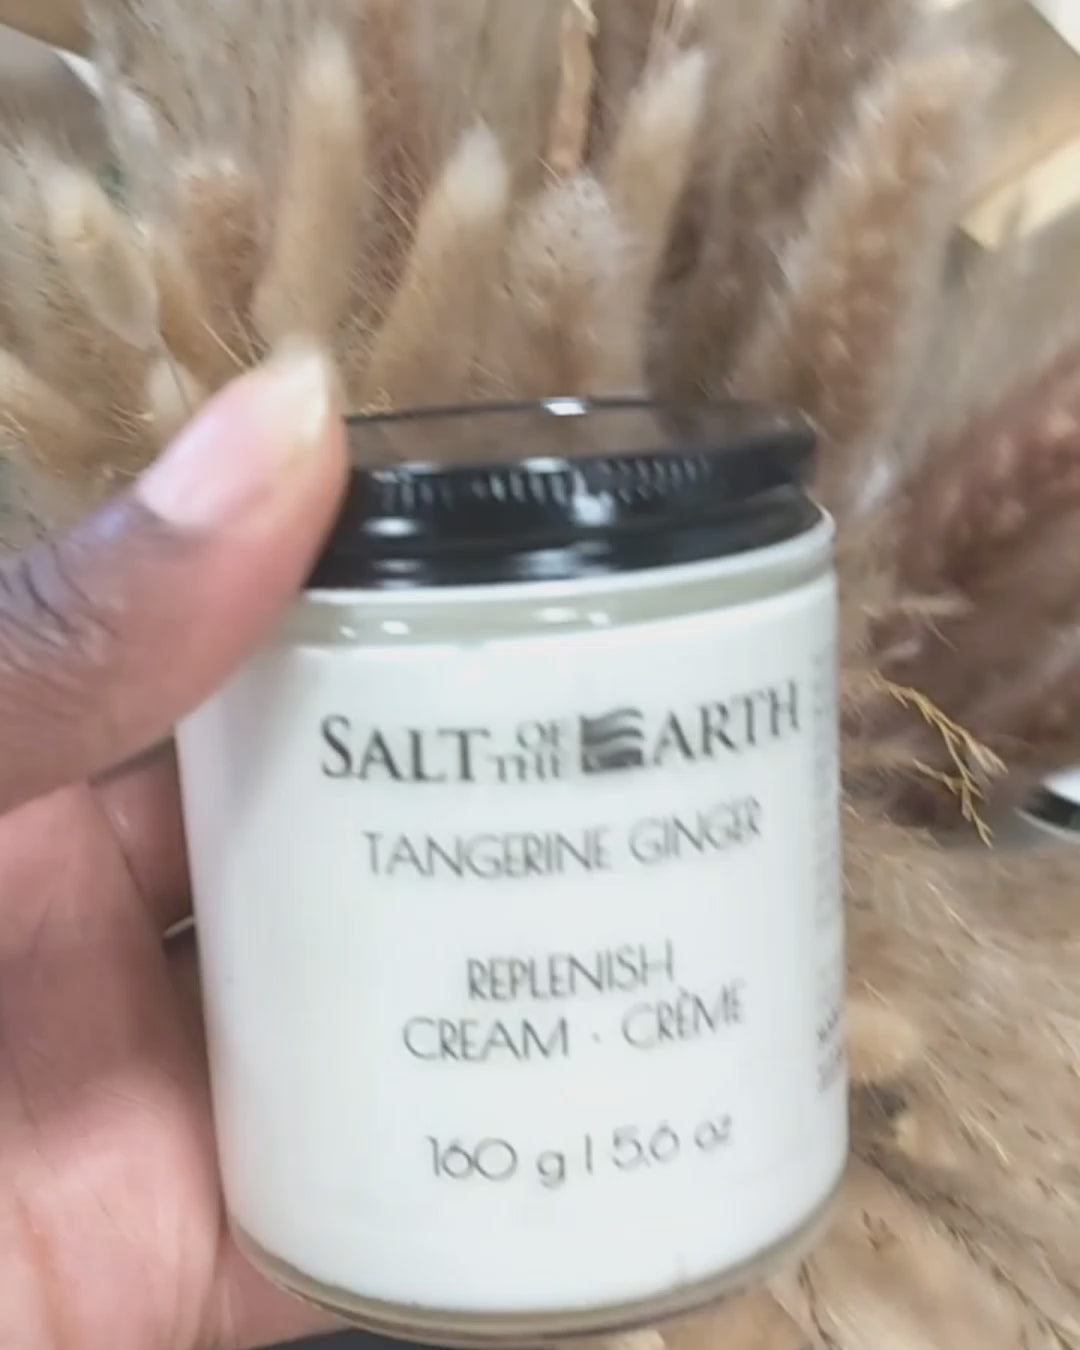 SALT OF THE EARTH
TANGERINE GINGER
REPLENISH
CREAM · CRÈME
160 g | 5.6 oz